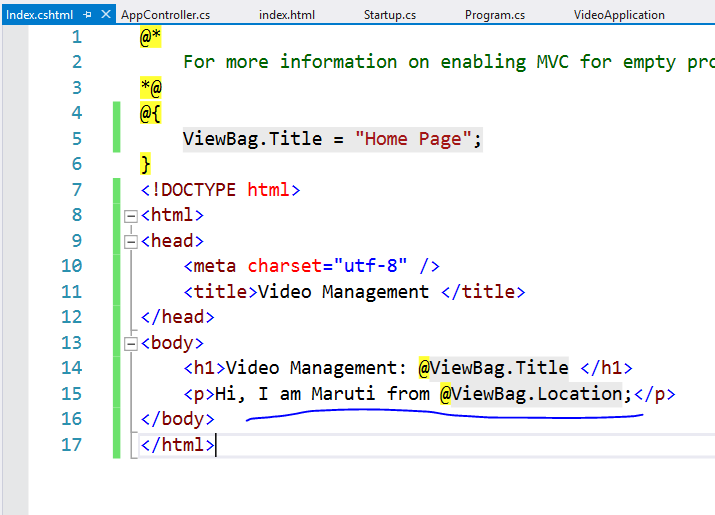 Index.cshtml AppController.cs index.html Startup.cs Program.cs VideoApplication
1 @*
2 For more information on enabling MVC for empty pro
3 *@
4 @{
5 ViewBag.Title = "Home Page";
6 }
7 <!DOCTYPE html>
8 <html>
9 <head>
10 <meta charset="utf-8" />
11 <title>Video Management </title>
12 </head>
13 <body>
14 <h1>Video Management: @ViewBag.Title </h1>
15 <p>Hi, I am Maruti from @ViewBag.Location;</p>
16 </body>
17 </html>